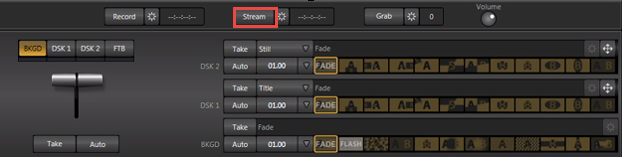 Record --:--:--:-- Stream --:--:--:-- Grab 0 Volume
BKGD DSK 1 DSK 2 FTB
Take Still Fade
DSK 2 Auto 01.00 FADE
Take Title Fade
DSK 1 Auto 01.00 FADE
Take Fade
Take Auto BKGD Auto 01.00 FADE FLASH